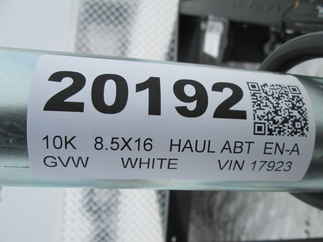 20192
10K 8.5X16 HAUL ABT EN-A
GVW WHITE VIN 17923